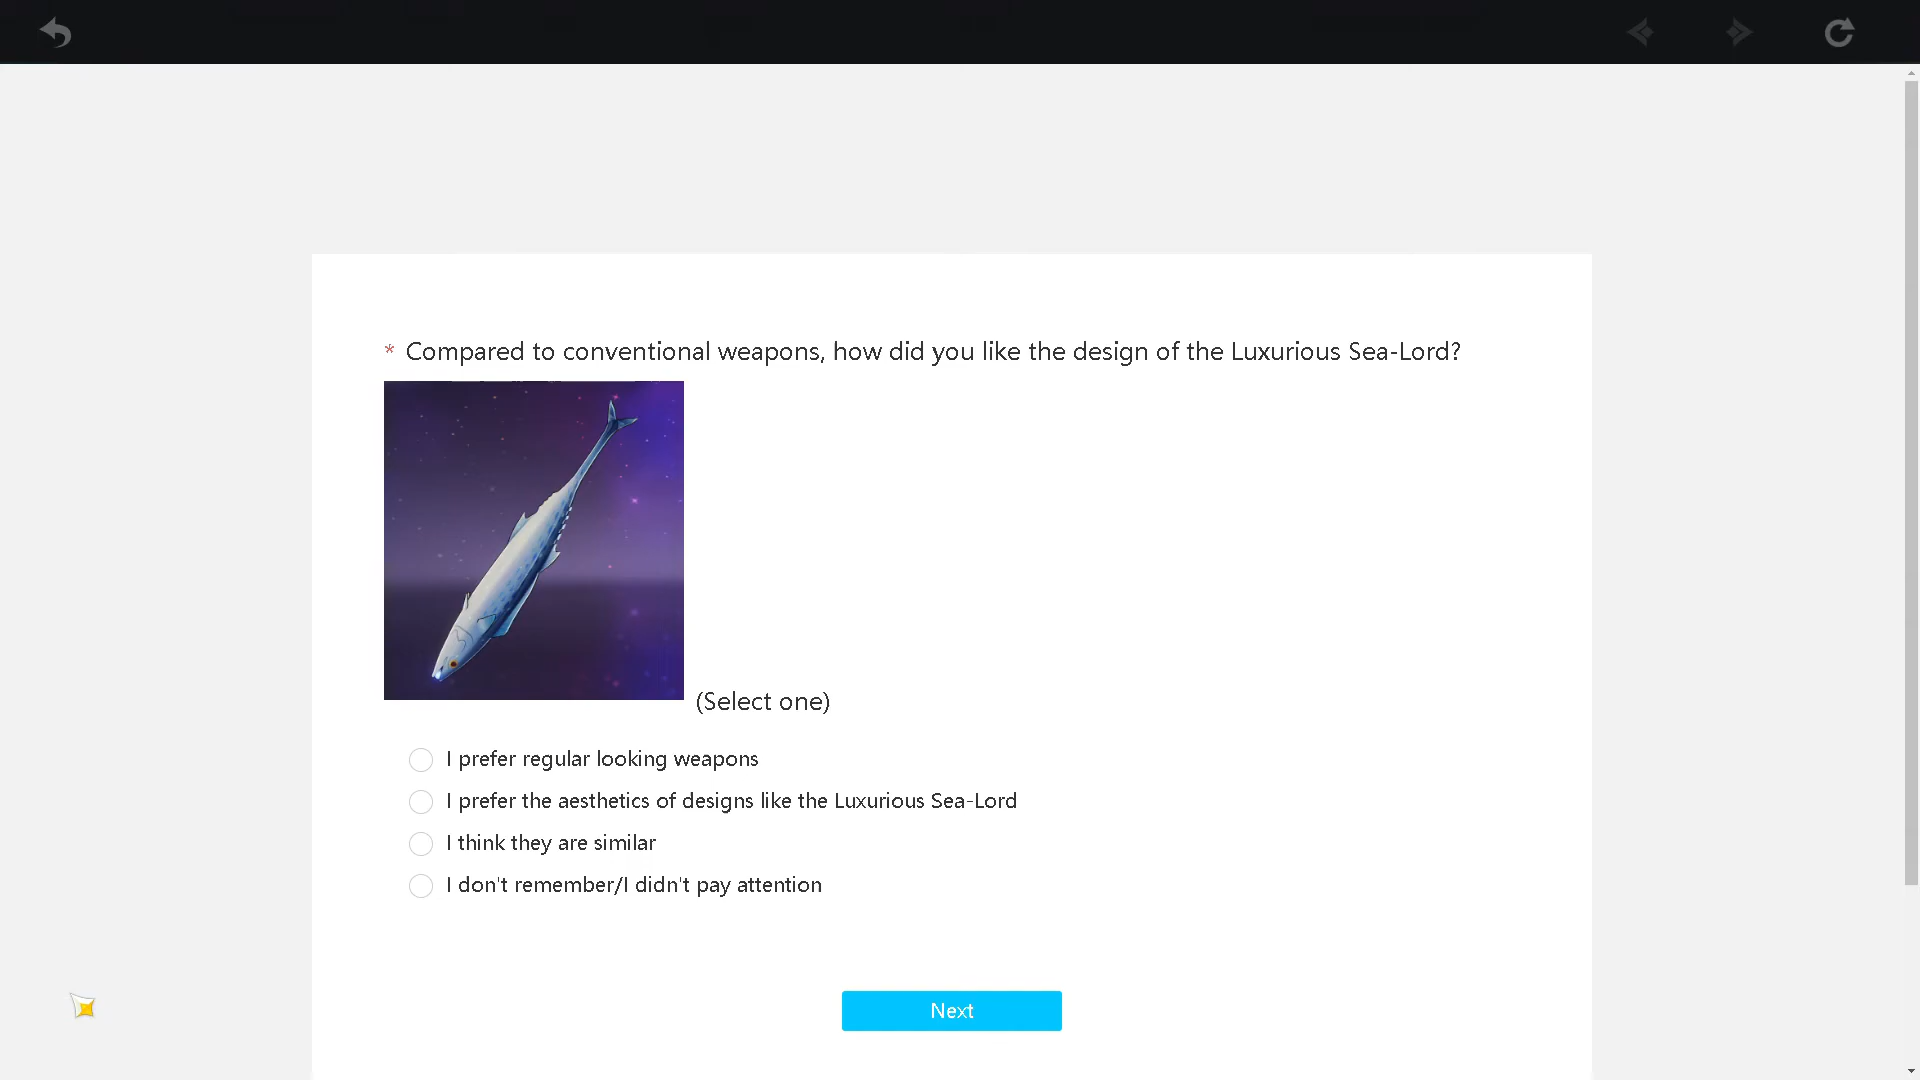 * Compared to conventional weapons, how did you like the design of the Luxurious Sea-Lord?
(Select one)
I prefer regular looking weapons
I prefer the aesthetics of designs like the Luxurious Sea-Lord
I think they are similar
I don't remember/I didn't pay attention
Next